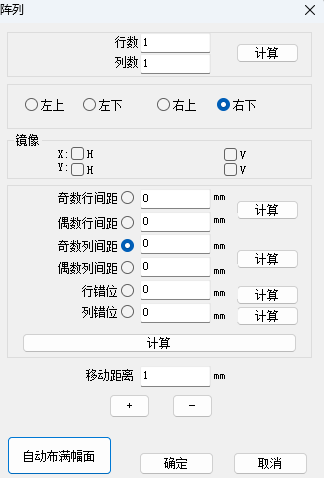 阵列
行数 1
计算
列数 1
左上 左下 右上 右下
镜像
X: H V
Y: H V
奇数行间距 0 mm
计算
偶数行间距 0 mm
奇数列间距 0 mm
计算
偶数列间距 0 mm
行错位 0 mm 计算
列错位 0 mm 计算
计算
移动距离 1 mm
+ -
自动布满幅面 确定 取消